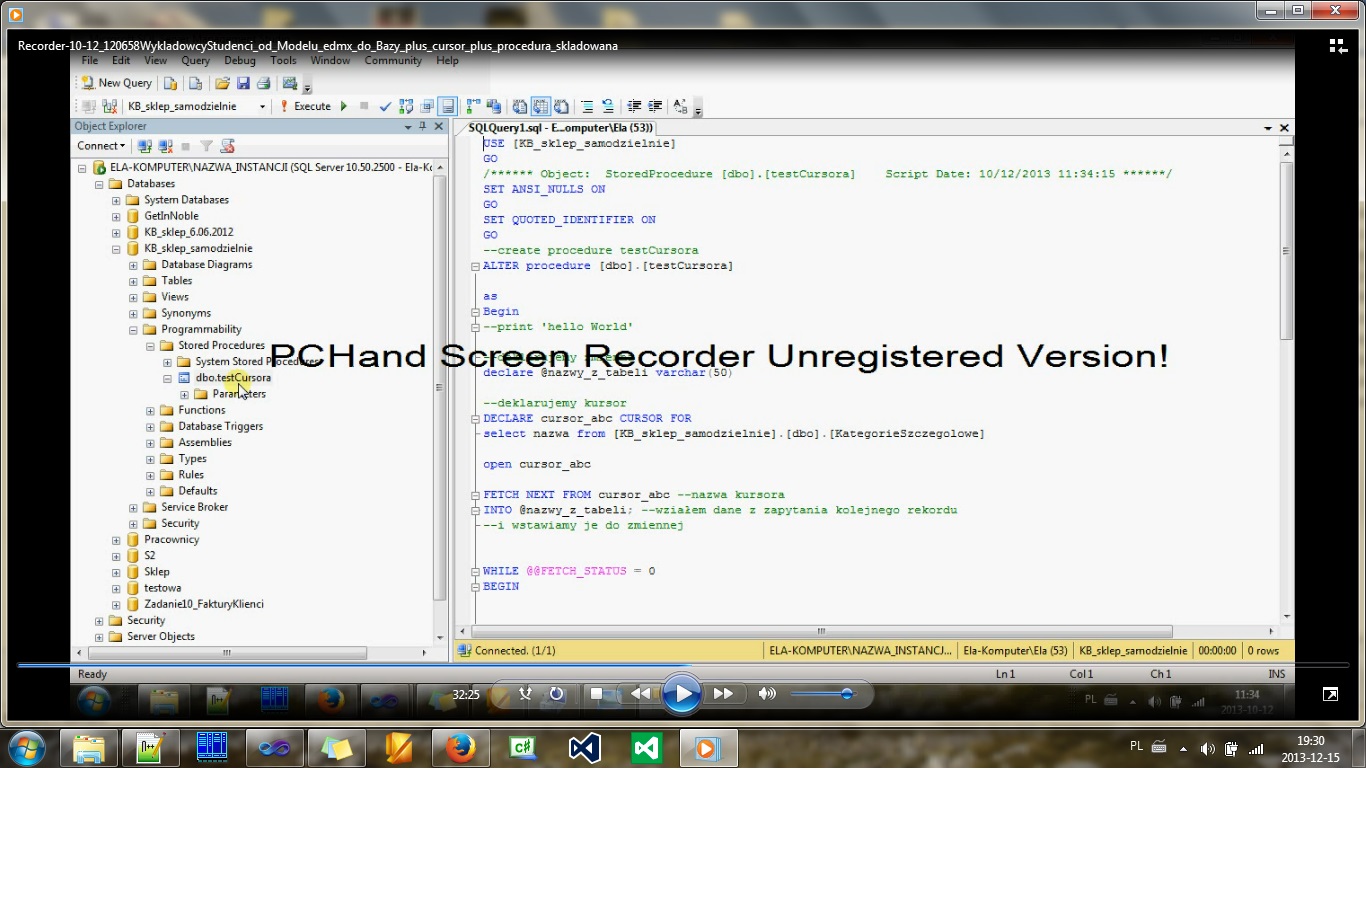 Recorder-10-12_120658WykladowcyStudenci_od_Modelu_edmx_do_Bazy_plus_cursor_plus_procedura_skladowana
File Edit View Query Debug Tools Window Community Help
New Query
KB_sklep_samodzielnie Execute
Object Explorer
Connect
ELA-KOMPUTER\NAZWA_INSTANCJI (SQL Server 10.50.2500 - Ela-Kc
Databases
System Databases
GetInNoble
KB_sklep_6.06.2012
KB_sklep_samodzielnie
Database Diagrams
Tables
Views
Synonyms
Programmability
Stored Procedures
System Stored Procedures
dbo.testCursora
Parameters
Functions
Database Triggers
Assemblies
Types
Rules
Defaults
Service Broker
Security
Pracownicy
S2
Sklep
testowa
Zadanie10_FakturyKlienci
Security
Server Objects
SQLQuery1.sql - E...omputer\Ela (53))
USE [KB_sklep_samodzielnie]
GO
/****** Object:  StoredProcedure [dbo].[testCursora]    Script Date: 10/12/2013 11:34:15 ******/
SET ANSI_NULLS ON
GO
SET QUOTED_IDENTIFIER ON
GO
--create procedure testCursora
ALTER procedure [dbo].[testCursora]
as
Begin
--print 'hello World'
PCHand Screen Recorder Unregistered Version!
declare @nazwy_z_tabeli varchar(50)
--deklarujemy kursor
DECLARE cursor_abc CURSOR FOR
select nazwa from [KB_sklep_samodzielnie].[dbo].[KategorieSzczegolowe]
open cursor_abc
FETCH NEXT FROM cursor_abc --nazwa kursora
INTO @nazwy_z_tabeli; --wziałem dane z zapytania kolejnego rekordu
--i wstawiamy je do zmiennej
WHILE @@FETCH_STATUS = 0
BEGIN
Connected. (1/1) ELA-KOMPUTER\NAZWA_INSTANCJ... Ela-Komputer\Ela (53) KB_sklep_samodzielnie 00:00:00 0 rows
Ready Ln 1 Col 1 Ch 1 INS
32:25
PL 11:34
2013-10-12
PL 19:30
2013-12-15